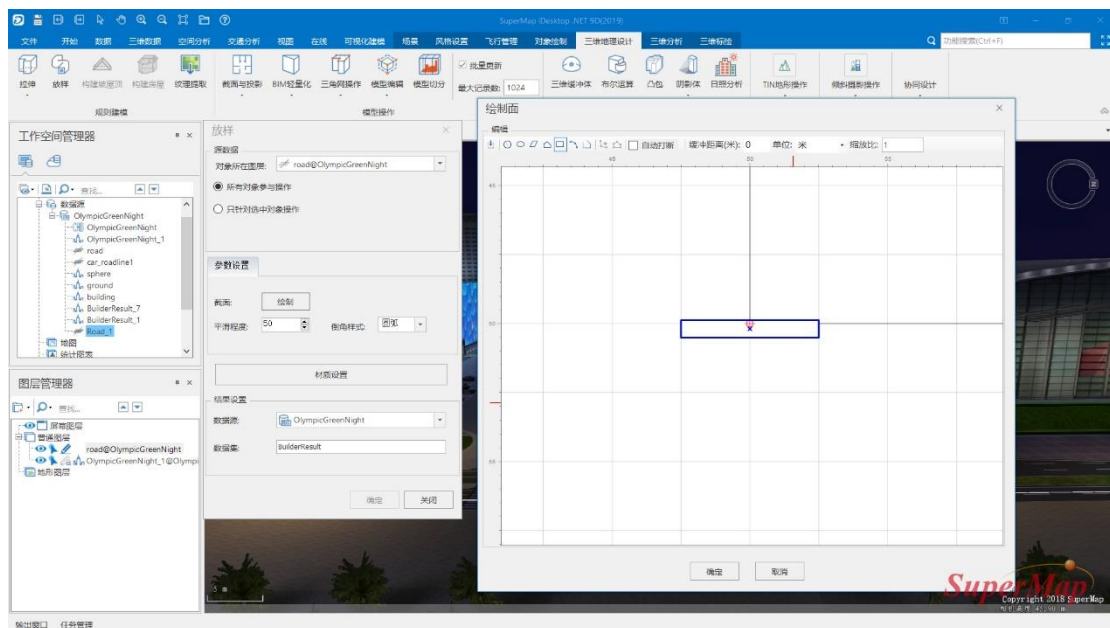 SuperMap iDesktop .NET 9D(2019)
文件 开始 数据 三维数据 空间分析 交通分析 视图 在线 可视化建模 场景 风格设置 飞行管理 对象绘制 三维地理设计 三维分析 三维标绘 功能搜索(Ctrl+F)
拉伸 放样 构建坡屋顶 构建房屋 纹理提取 截面与投影 BIM轻量化 三角网操作 模型编辑 模型切分 批量更新 三维缓冲体 布尔运算 凸包 阴影体 日照分析 TIN地形操作 倾斜摄影操作 协同设计
最大记录数: 1024
规则建模 模型操作
工作空间管理器
查找...
数据源
OlympicGreenNight
OlympicGreenNight
OlympicGreenNight_1
road
car_roadline1
sphere
ground
building
BuilderResult_7
BuilderResult_1
Road_1
地图
统计图表
图层管理器
查找...
屏幕图层
普通图层
road@OlympicGreenNight
OlympicGreenNight_1@Olympi
地形图层
放样
源数据
对象所在图层: road@OlympicGreenNight
所有对象参与操作
只针对选中对象操作
参数设置
截面: 绘制
平滑程度: 50 倒角样式: 圆弧
材质设置
结果设置
数据源: OlympicGreenNight
数据集: BuilderResult
确定 关闭
绘制面
编辑
自动打断 缓冲距离(米): 0 单位: 米 缩放比: 1
45 50 55
45
50
55
确定 取消
SuperMap
Copyright 2018 SuperMap
输出窗口 任务管理